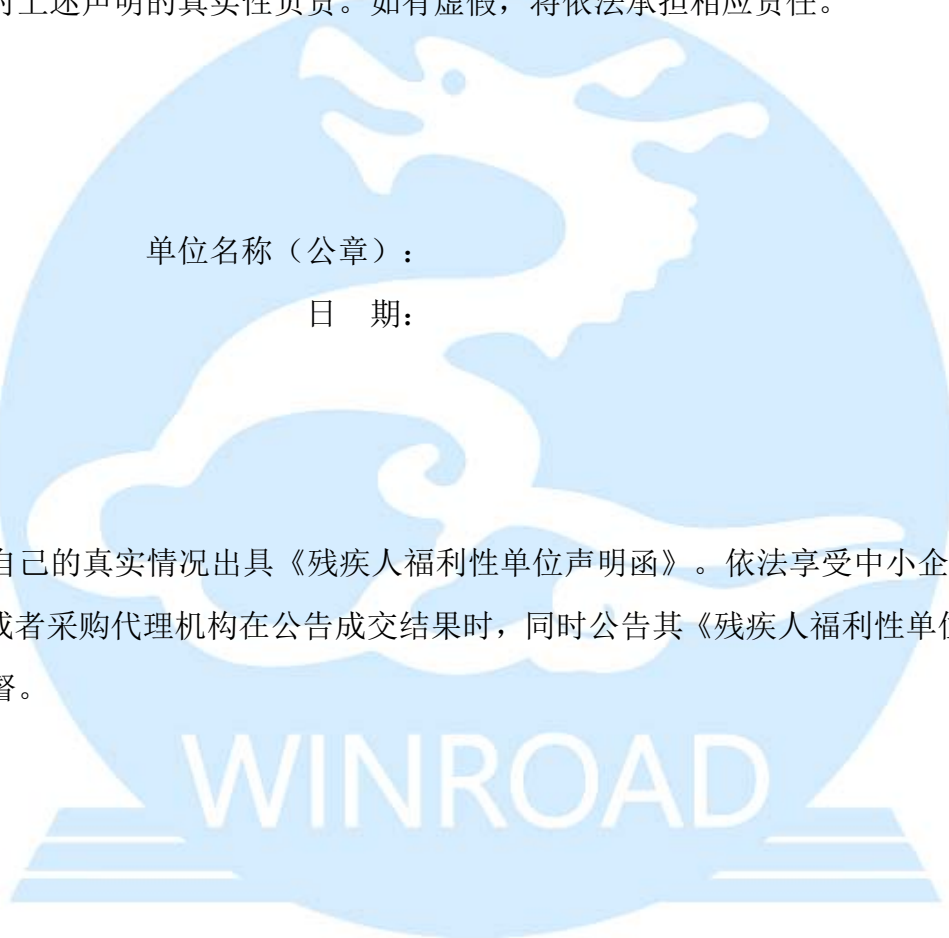 对上述声明的真实性负责。如有虚假，将依法承担相应责任。
单位名称（公章）：
日 期：
自己的真实情况出具《残疾人福利性单位声明函》。依法享受中小企
或者采购代理机构在公告成交结果时，同时公告其《残疾人福利性单位
督。
WINROAD